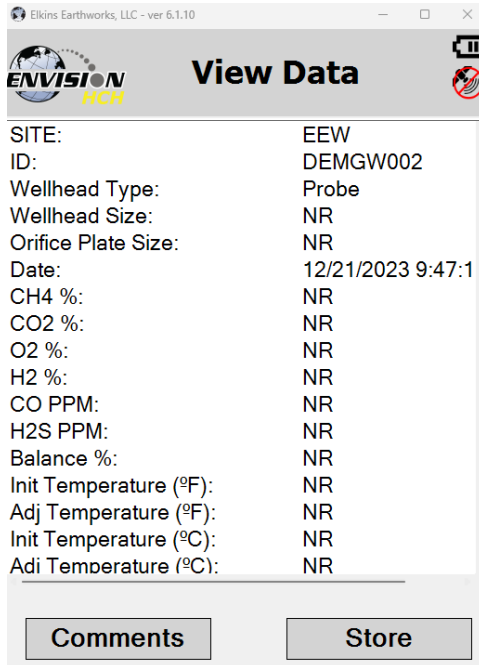 Elkins Earthworks, LLC - ver 6.1.10
ENVISION
HCH
View Data
SITE: EEW
ID: DEMGW002
Wellhead Type: Probe
Wellhead Size: NR
Orifice Plate Size: NR
Date: 12/21/2023 9:47:1
CH4 %: NR
CO2 %: NR
O2 %: NR
H2 %: NR
CO PPM: NR
H2S PPM: NR
Balance %: NR
Init Temperature (ºF): NR
Adj Temperature (ºF): NR
Init Temperature (ºC): NR
Adj Temperature (ºC): NR
Comments Store